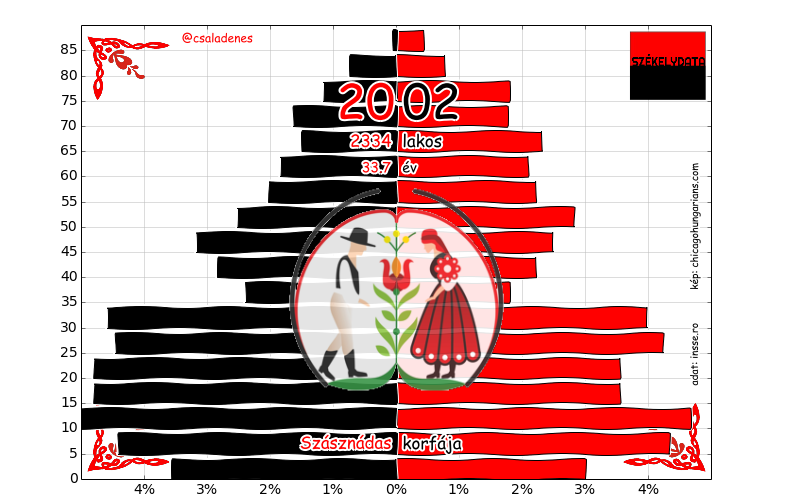 @csaladenes
SZÉKELYDATA
2002
2334 lakos
33.7 év
kép: chicagohungarians.com
adat: insse.ro
Szásznádas korfája
85
80
75
70
65
60
55
50
45
40
35
30
25
20
15
10
5
0
4% 3% 2% 1% 0% 1% 2% 3% 4%